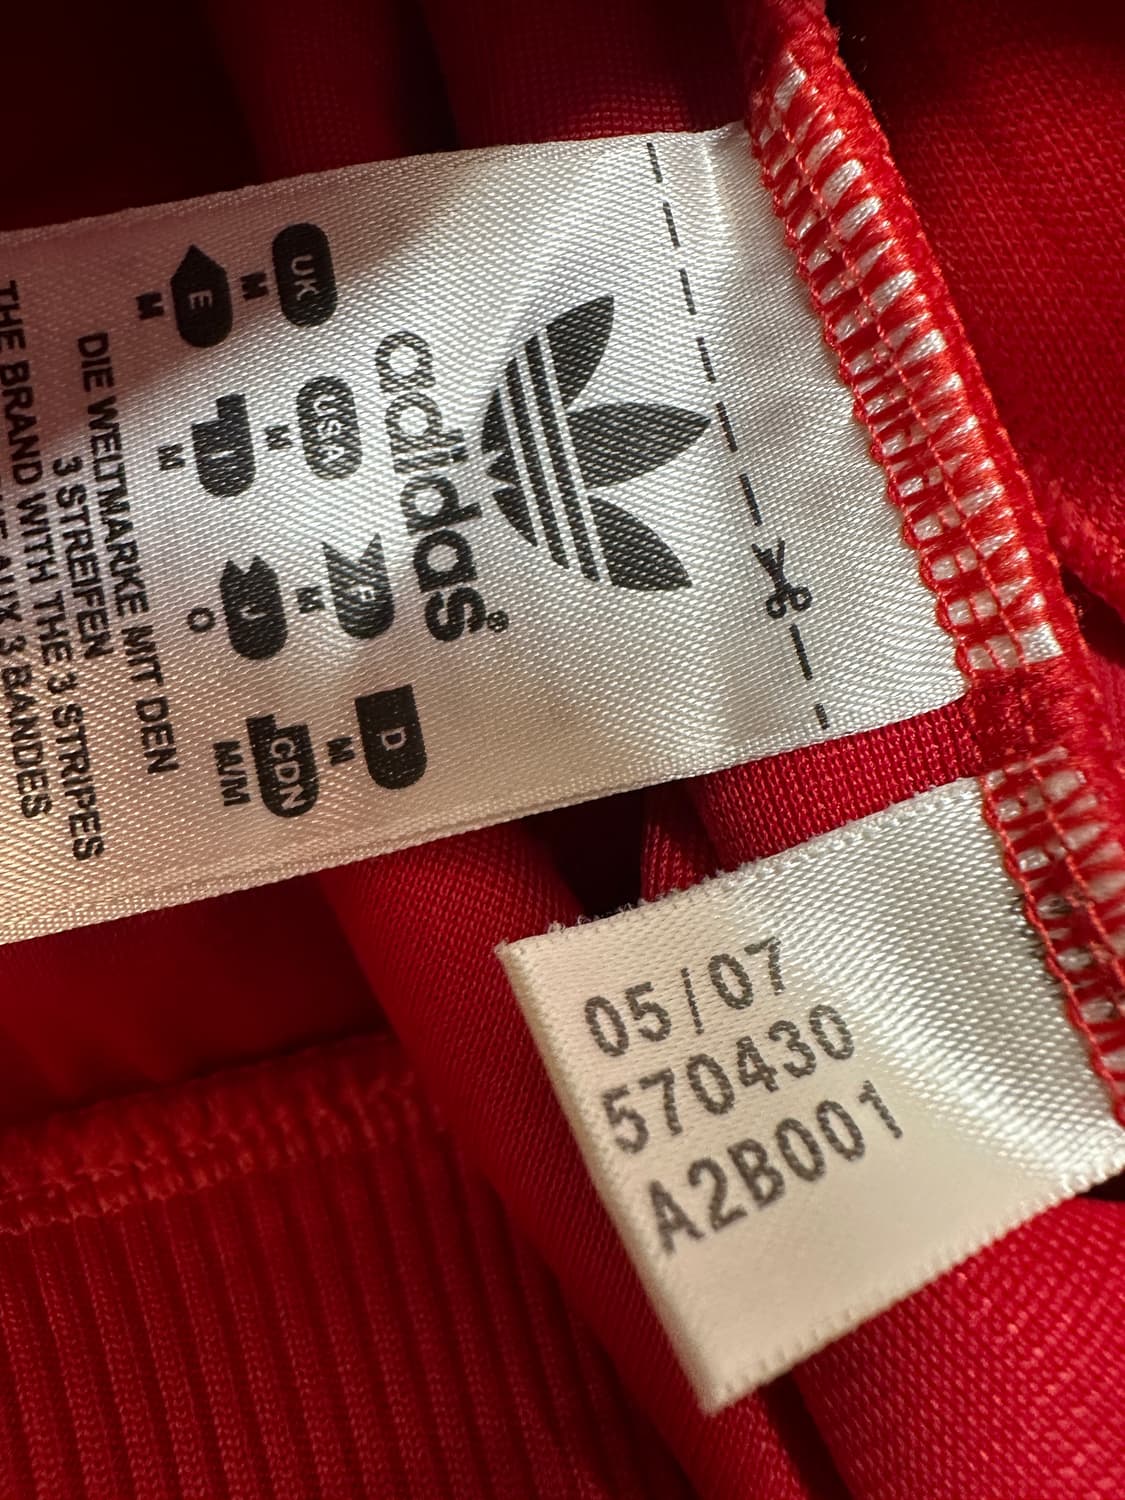 adidas®
UK USA F D
M M M M
E I J CDN
M M O M/M
DIE WELTMARKE MIT DEN
3 STREIFEN
THE BRAND WITH THE 3 STRIPES
AUX 3 BANDES
05/07
570430
A2B001